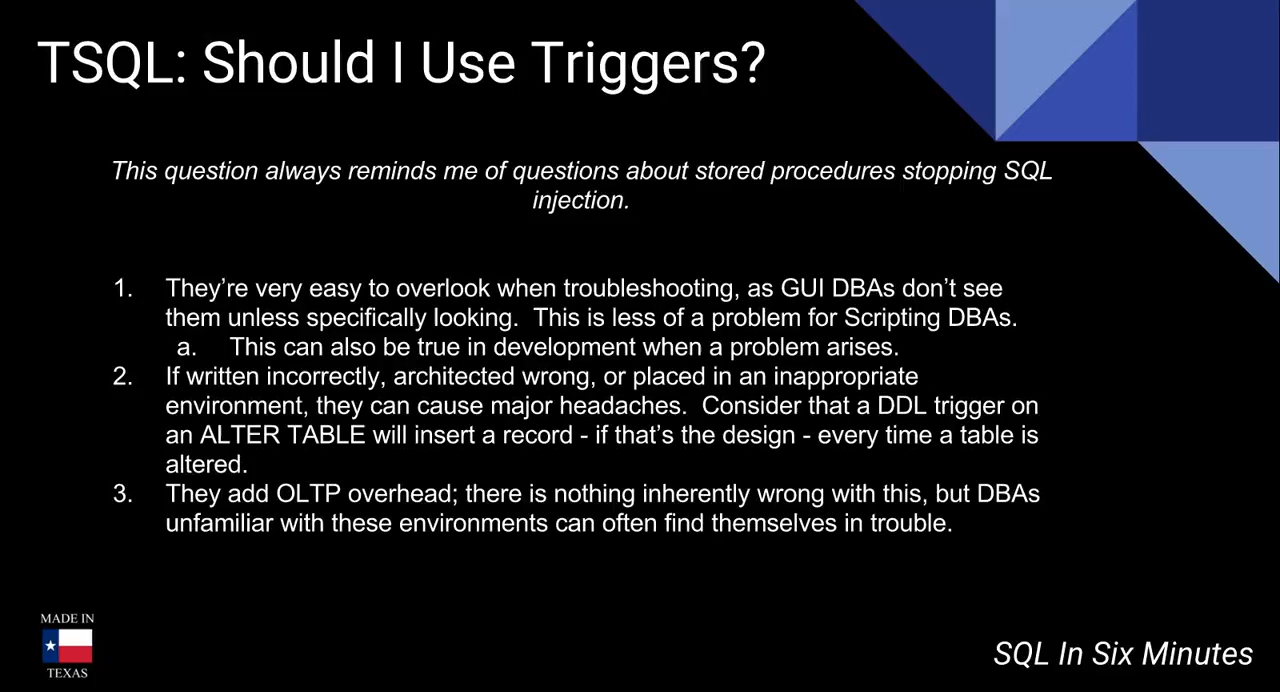 TSQL: Should I Use Triggers?
This question always reminds me of questions about stored procedures stopping SQL
injection.
1. They’re very easy to overlook when troubleshooting, as GUI DBAs don’t see
them unless specifically looking.  This is less of a problem for Scripting DBAs.
a. This can also be true in development when a problem arises.
2. If written incorrectly, architected wrong, or placed in an inappropriate
environment, they can cause major headaches.  Consider that a DDL trigger on
an ALTER TABLE will insert a record - if that’s the design - every time a table is
altered.
3. They add OLTP overhead; there is nothing inherently wrong with this, but DBAs
unfamiliar with these environments can often find themselves in trouble.
MADE IN
TEXAS
SQL In Six Minutes